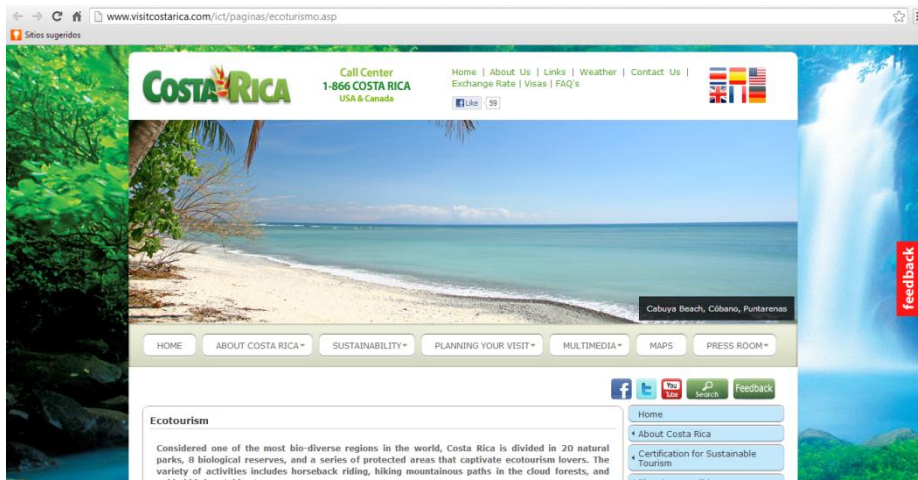 www.visitcostarica.com/ict/paginas/ecoturismo.asp
Sitios sugeridos
COSTA RICA
Call Center
1-866 COSTA RICA
USA & Canada
Home | About Us | Links | Weather | Contact Us |
Exchange Rate | Visas | FAQ's
Like 59
feedback
Cabuya Beach, Cóbano, Puntarenas
HOME ABOUT COSTA RICA SUSTAINABILITY PLANNING YOUR VISIT MULTIMEDIA MAPS PRESS ROOM
You Tube Search Feedback
Ecotourism
Considered one of the most bio-diverse regions in the world, Costa Rica is divided in 20 natural
parks, 8 biological reserves, and a series of protected areas that captivate ecotourism lovers. The
variety of activities includes horseback riding, hiking mountainous paths in the cloud forests, and
Home
About Costa Rica
Certification for Sustainable
Tourism